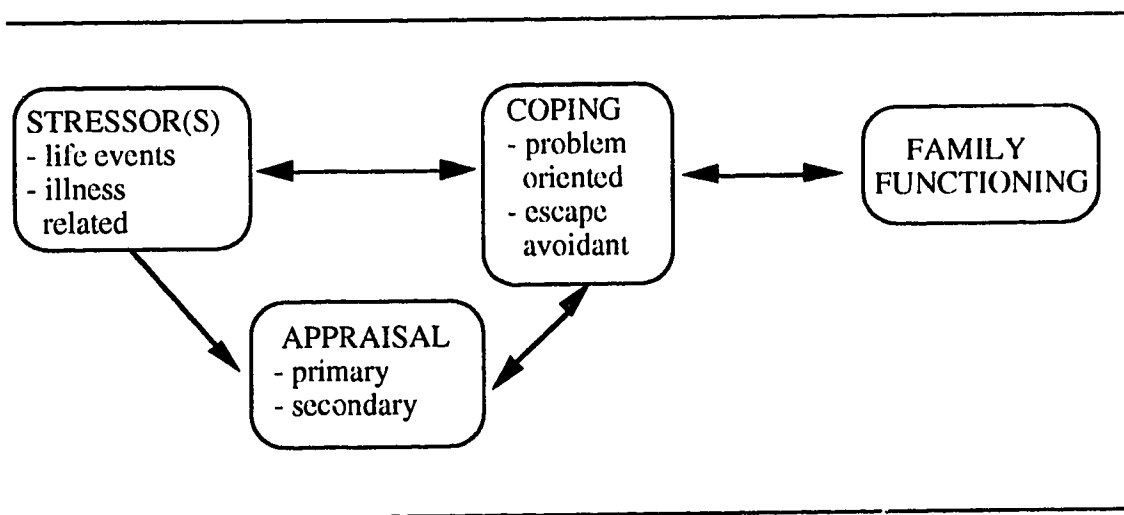 STRESSOR(S)
- life events
- illness
related
COPING
- problem
oriented
- escape
avoidant
FAMILY
FUNCTIONING
APPRAISAL
- primary
- secondary